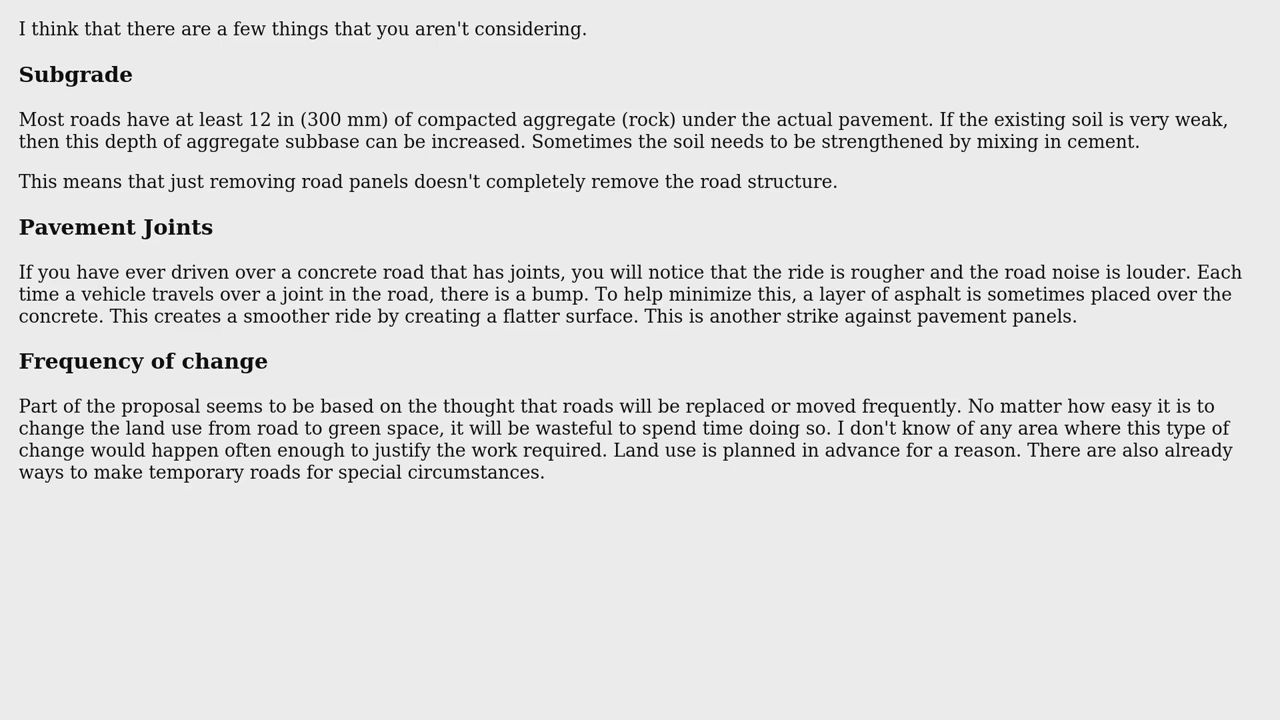 I think that there are a few things that you aren't considering.
Subgrade
Most roads have at least 12 in (300 mm) of compacted aggregate (rock) under the actual pavement. If the existing soil is very weak,
then this depth of aggregate subbase can be increased. Sometimes the soil needs to be strengthened by mixing in cement.
This means that just removing road panels doesn't completely remove the road structure.
Pavement Joints
If you have ever driven over a concrete road that has joints, you will notice that the ride is rougher and the road noise is louder. Each
time a vehicle travels over a joint in the road, there is a bump. To help minimize this, a layer of asphalt is sometimes placed over the
concrete. This creates a smoother ride by creating a flatter surface. This is another strike against pavement panels.
Frequency of change
Part of the proposal seems to be based on the thought that roads will be replaced or moved frequently. No matter how easy it is to
change the land use from road to green space, it will be wasteful to spend time doing so. I don't know of any area where this type of
change would happen often enough to justify the work required. Land use is planned in advance for a reason. There are also already
ways to make temporary roads for special circumstances.